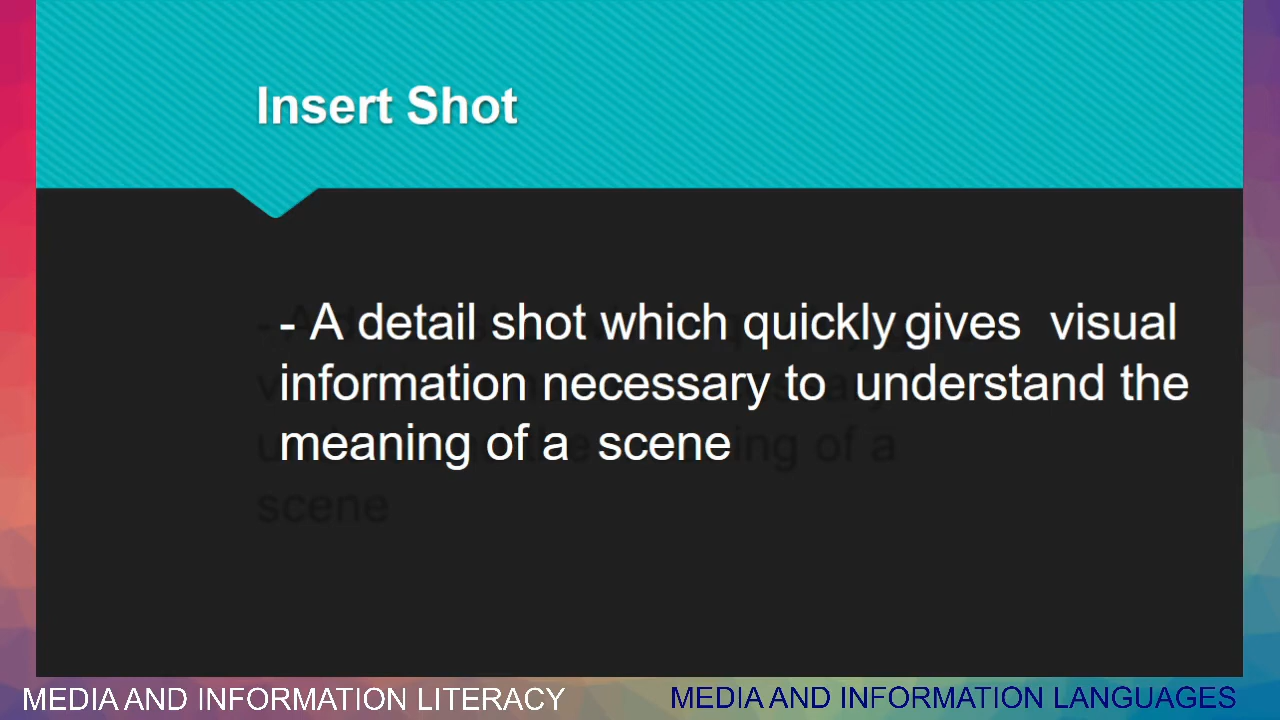 Insert Shot
- A detail shot which quickly gives visual
information necessary to understand the
meaning of a scene
MEDIA AND INFORMATION LITERACY
MEDIA AND INFORMATION LANGUAGES